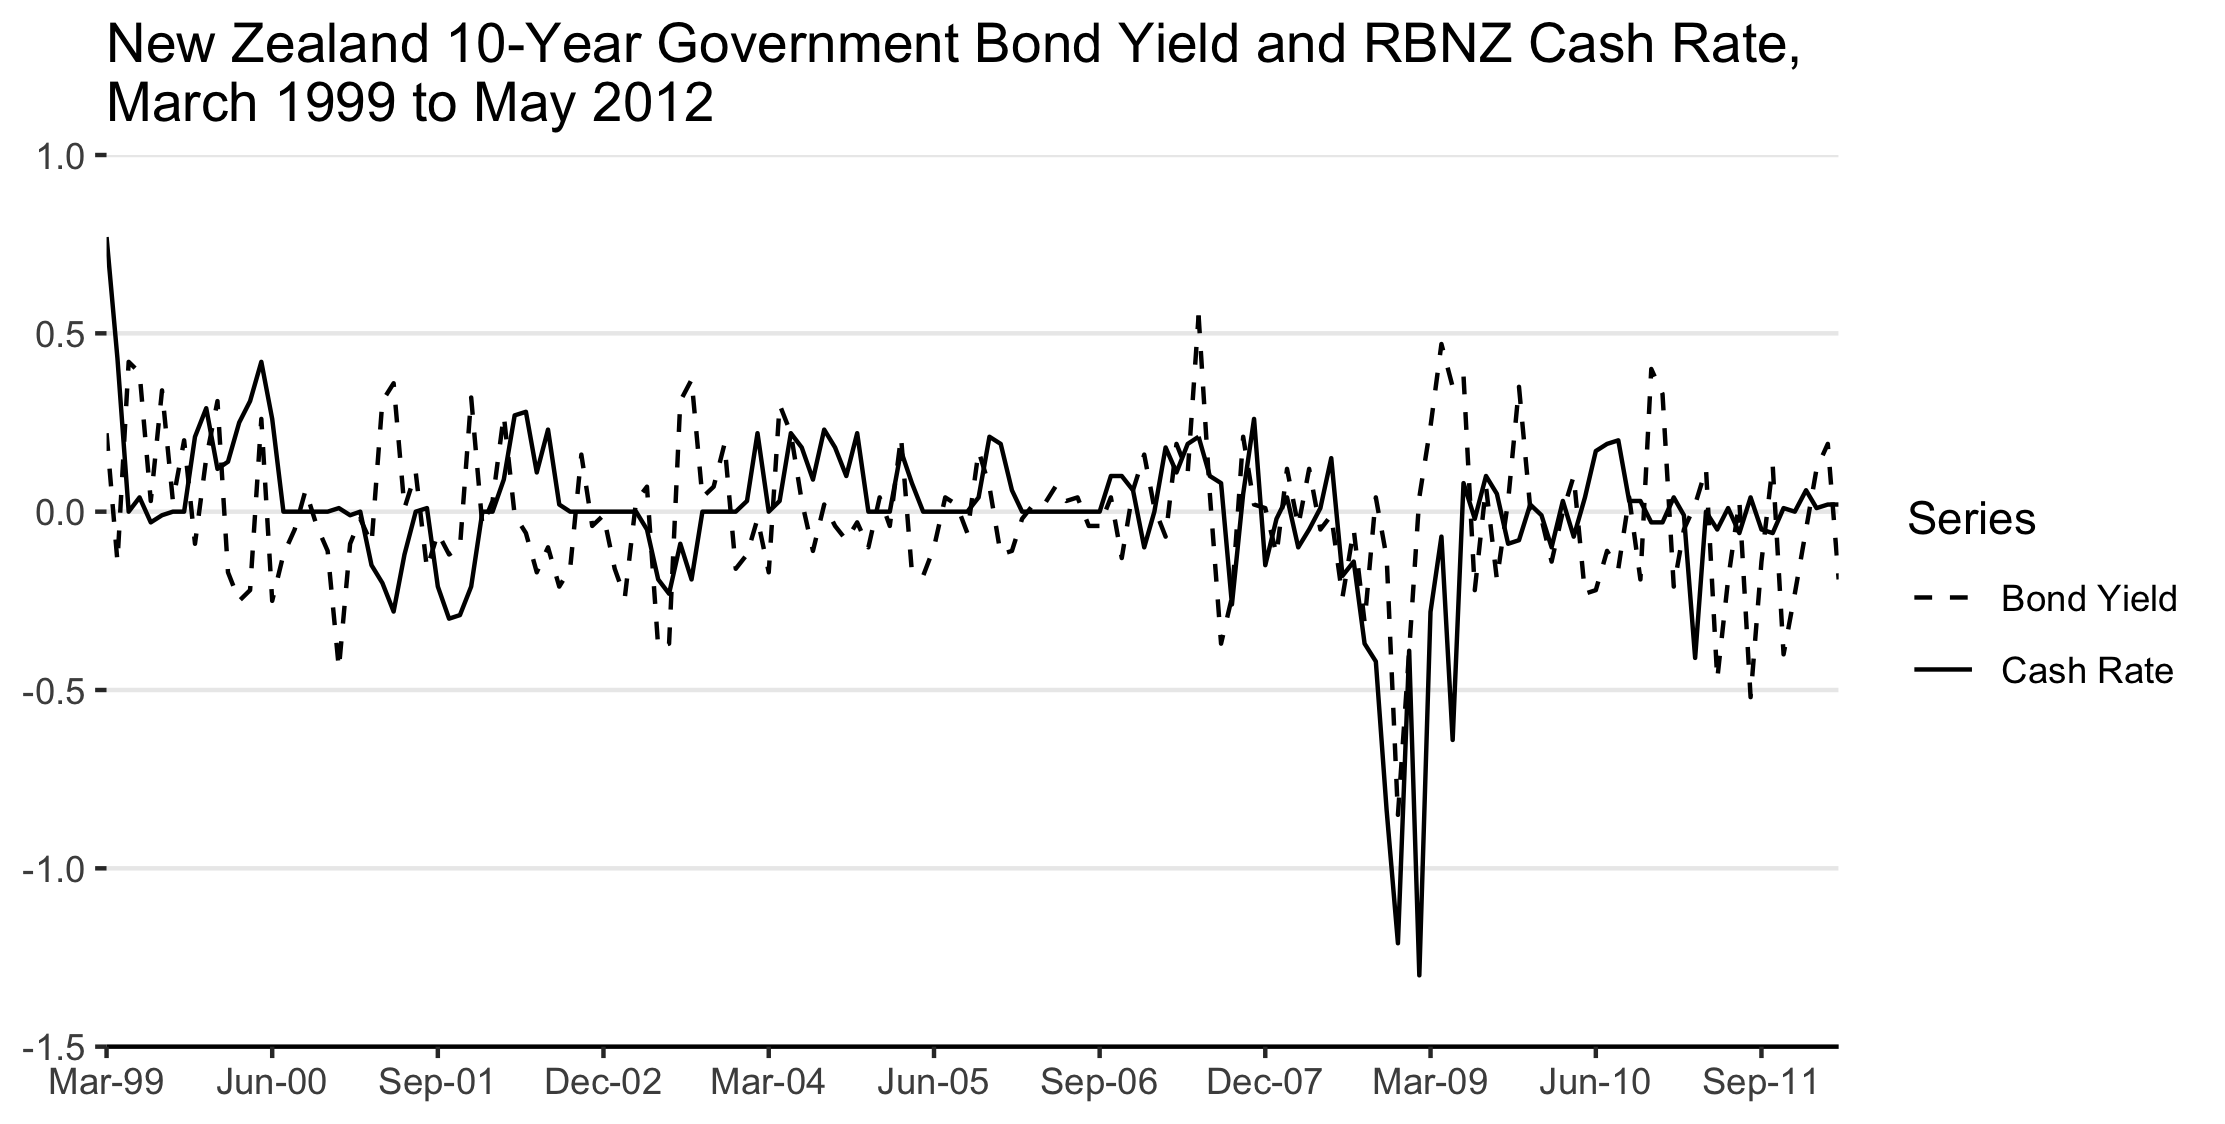 New Zealand 10-Year Government Bond Yield and RBNZ Cash Rate,
March 1999 to May 2012
1.0
0.5
0.0
-0.5
-1.0
-1.5
Mar-99 Jun-00 Sep-01 Dec-02 Mar-04 Jun-05 Sep-06 Dec-07 Mar-09 Jun-10 Sep-11
Series
Bond Yield
Cash Rate